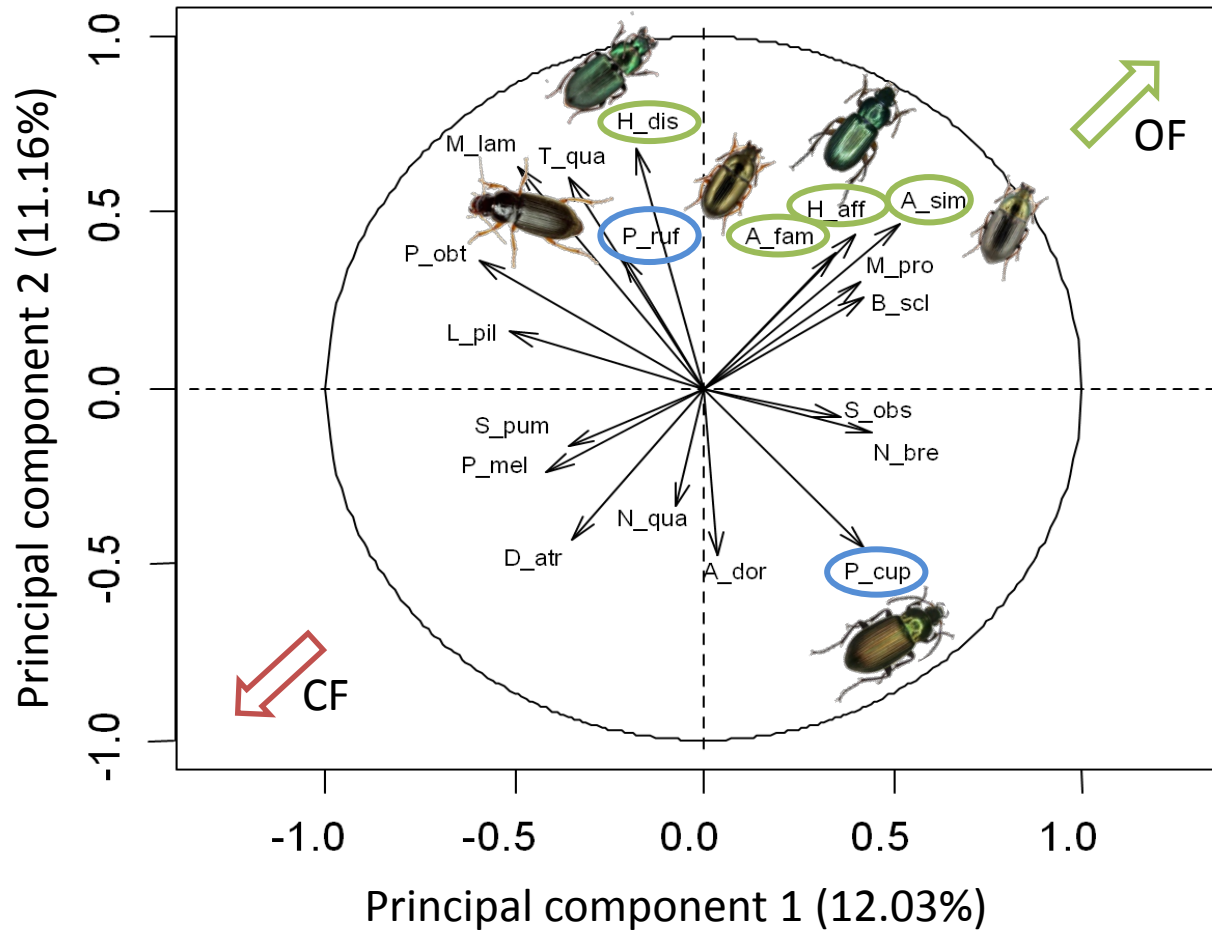 Principal component 2 (11.16%)
1.0
0.5
0.0
-0.5
-1.0
OF
H_dis
M_lam
T_qua
P_ruf
A_fam
H_aff
A_sim
P_obt
M_pro
B_scl
L_pil
S_obs
S_pum
N_bre
P_mel
N_qua
D_atr
A_dor
P_cup
CF
-1.0 -0.5 0.0 0.5 1.0
Principal component 1 (12.03%)